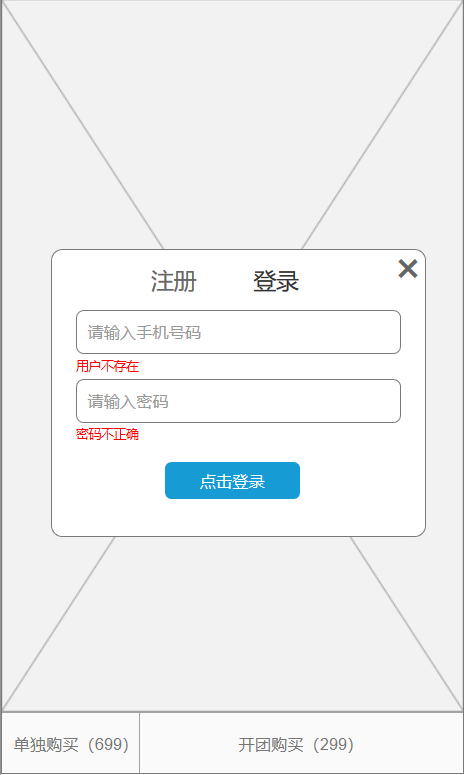 注册 登录
请输入手机号码
用户不存在
请输入密码
密码不正确
点击登录
单独购买（699） 开团购买（299）